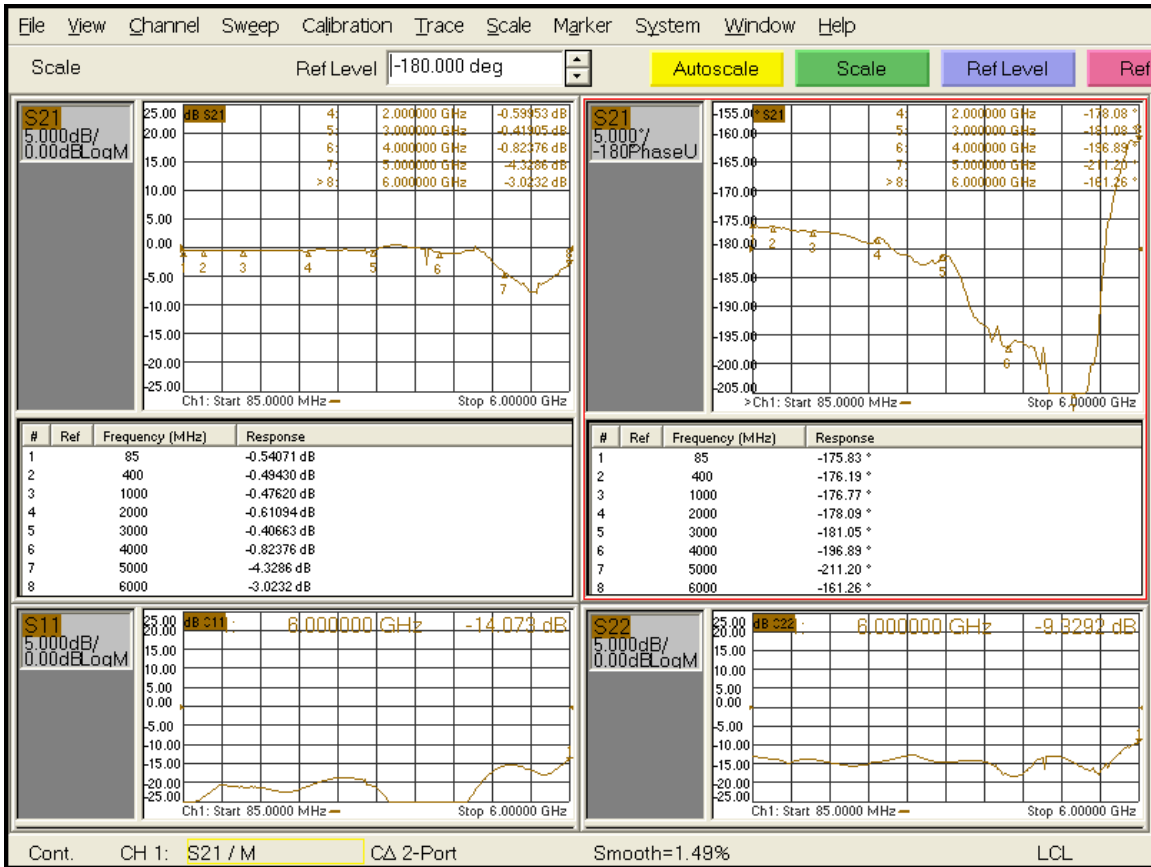 File View Channel Sweep Calibration Trace Scale Marker System Window Help
Scale Ref Level -180.000 deg Autoscale Scale Ref Level Ref
S21
5.000dB/
0.00dBLogM
25.00
20.00
15.00
10.00
5.00
0.00
-5.00
-10.00
-15.00
-20.00
-25.00
dB S21
4: 2.000000 GHz -0.59953 dB
5: 3.000000 GHz -0.41905 dB
6: 4.000000 GHz -0.82376 dB
7: 5.000000 GHz -4.3286 dB
> 8: 6.000000 GHz -3.0232 dB
2 3 4 5 6 7
Ch1: Start 85.0000 MHz Stop 6.00000 GHz
# Ref Frequency (MHz) Response
1 85 -0.54071 dB
2 400 -0.49430 dB
3 1000 -0.47620 dB
4 2000 -0.61094 dB
5 3000 -0.40663 dB
6 4000 -0.82376 dB
7 5000 -4.3286 dB
8 6000 -3.0232 dB
S21
5.000°/
-180PhaseU
-155.00
-160.00
-165.00
-170.00
-175.00
-180.00
-185.00
-190.00
-195.00
-200.00
-205.00
° S21
4: 2.000000 GHz -178.08 °
5: 3.000000 GHz -181.08 °
6: 4.000000 GHz -196.89 °
7: 5.000000 GHz -211.20 °
> 8: 6.000000 GHz -161.26 °
2 3 4 5 6
>Ch1: Start 85.0000 MHz Stop 6.00000 GHz
# Ref Frequency (MHz) Response
1 85 -175.83 °
2 400 -176.19 °
3 1000 -176.77 °
4 2000 -178.09 °
5 3000 -181.05 °
6 4000 -196.89 °
7 5000 -211.20 °
8 6000 -161.26 °
S11
5.000dB/
0.00dBLogM
25.00
20.00
15.00
10.00
5.00
0.00
-5.00
-10.00
-15.00
-20.00
-25.00
6.000000 GHz -14.073 dB
Ch1: Start 85.0000 MHz Stop 6.00000 GHz
S22
5.000dB/
0.00dBLogM
25.00
20.00
15.00
10.00
5.00
0.00
-5.00
-10.00
-15.00
-20.00
-25.00
6.000000 GHz
Ch1: Start 85.0000 MHz Stop 6.00000 GHz
Cont. CH 1: S21 / M CΔ 2-Port Smooth=1.49% LCL